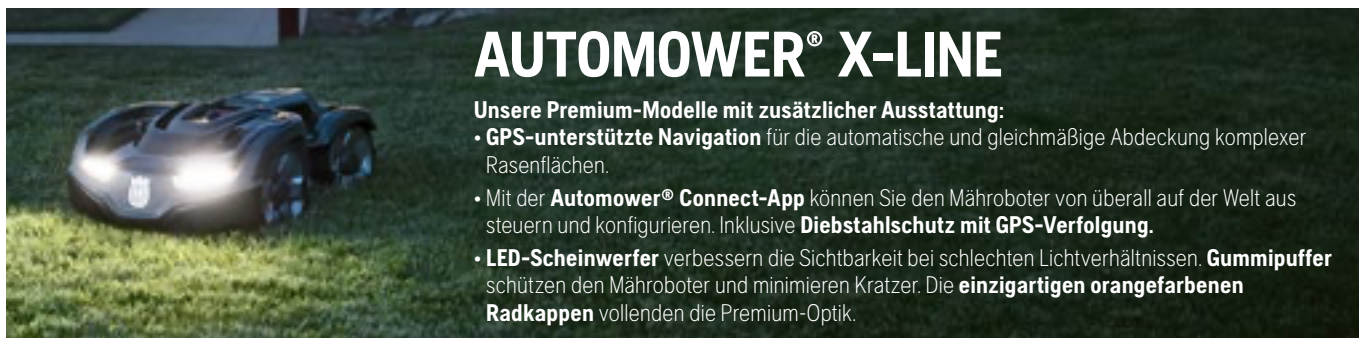 AUTOMOWER® X-LINE
Unsere Premium-Modelle mit zusätzlicher Ausstattung:
• GPS-unterstützte Navigation für die automatische und gleichmäßige Abdeckung komplexer
Rasenflächen.
• Mit der Automower® Connect-App können Sie den Mähroboter von überall auf der Welt aus
steuern und konfigurieren. Inklusive Diebstahlschutz mit GPS-Verfolgung.
• LED-Scheinwerfer verbessern die Sichtbarkeit bei schlechten Lichtverhältnissen. Gummipuffer
schützen den Mähroboter und minimieren Kratzer. Die einzigartigen orangefarbenen
Radkappen vollenden die Premium-Optik.